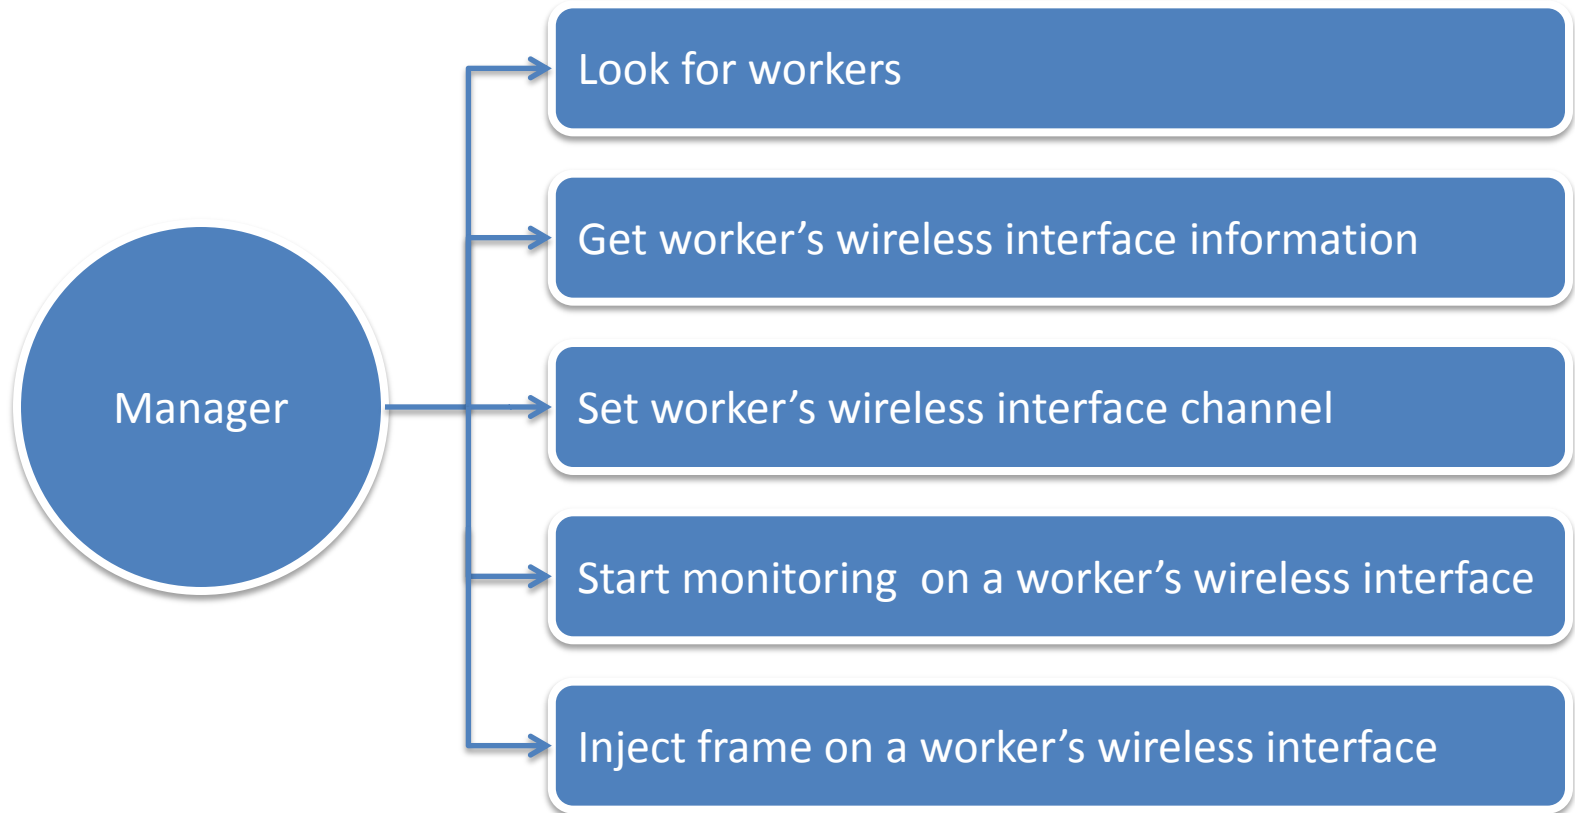 Look for workers
Get worker’s wireless interface information
Manager
Set worker’s wireless interface channel
Start monitoring  on a worker’s wireless interface
Inject frame on a worker’s wireless interface